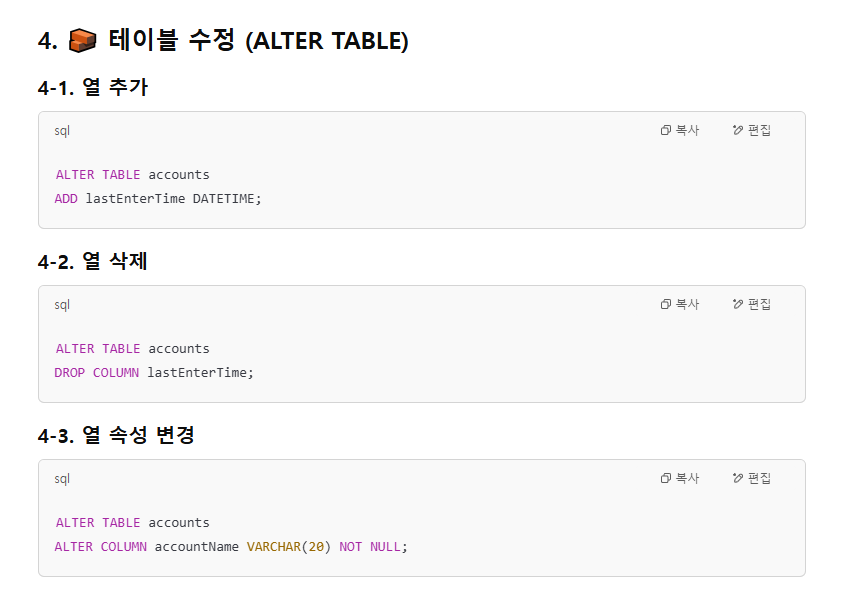 4. 🧱 테이블 수정 (ALTER TABLE)
4-1. 열 추가
sql 복사 편집
ALTER TABLE accounts
ADD lastEnterTime DATETIME;
4-2. 열 삭제
sql 복사 편집
ALTER TABLE accounts
DROP COLUMN lastEnterTime;
4-3. 열 속성 변경
sql 복사 편집
ALTER TABLE accounts
ALTER COLUMN accountName VARCHAR(20) NOT NULL;